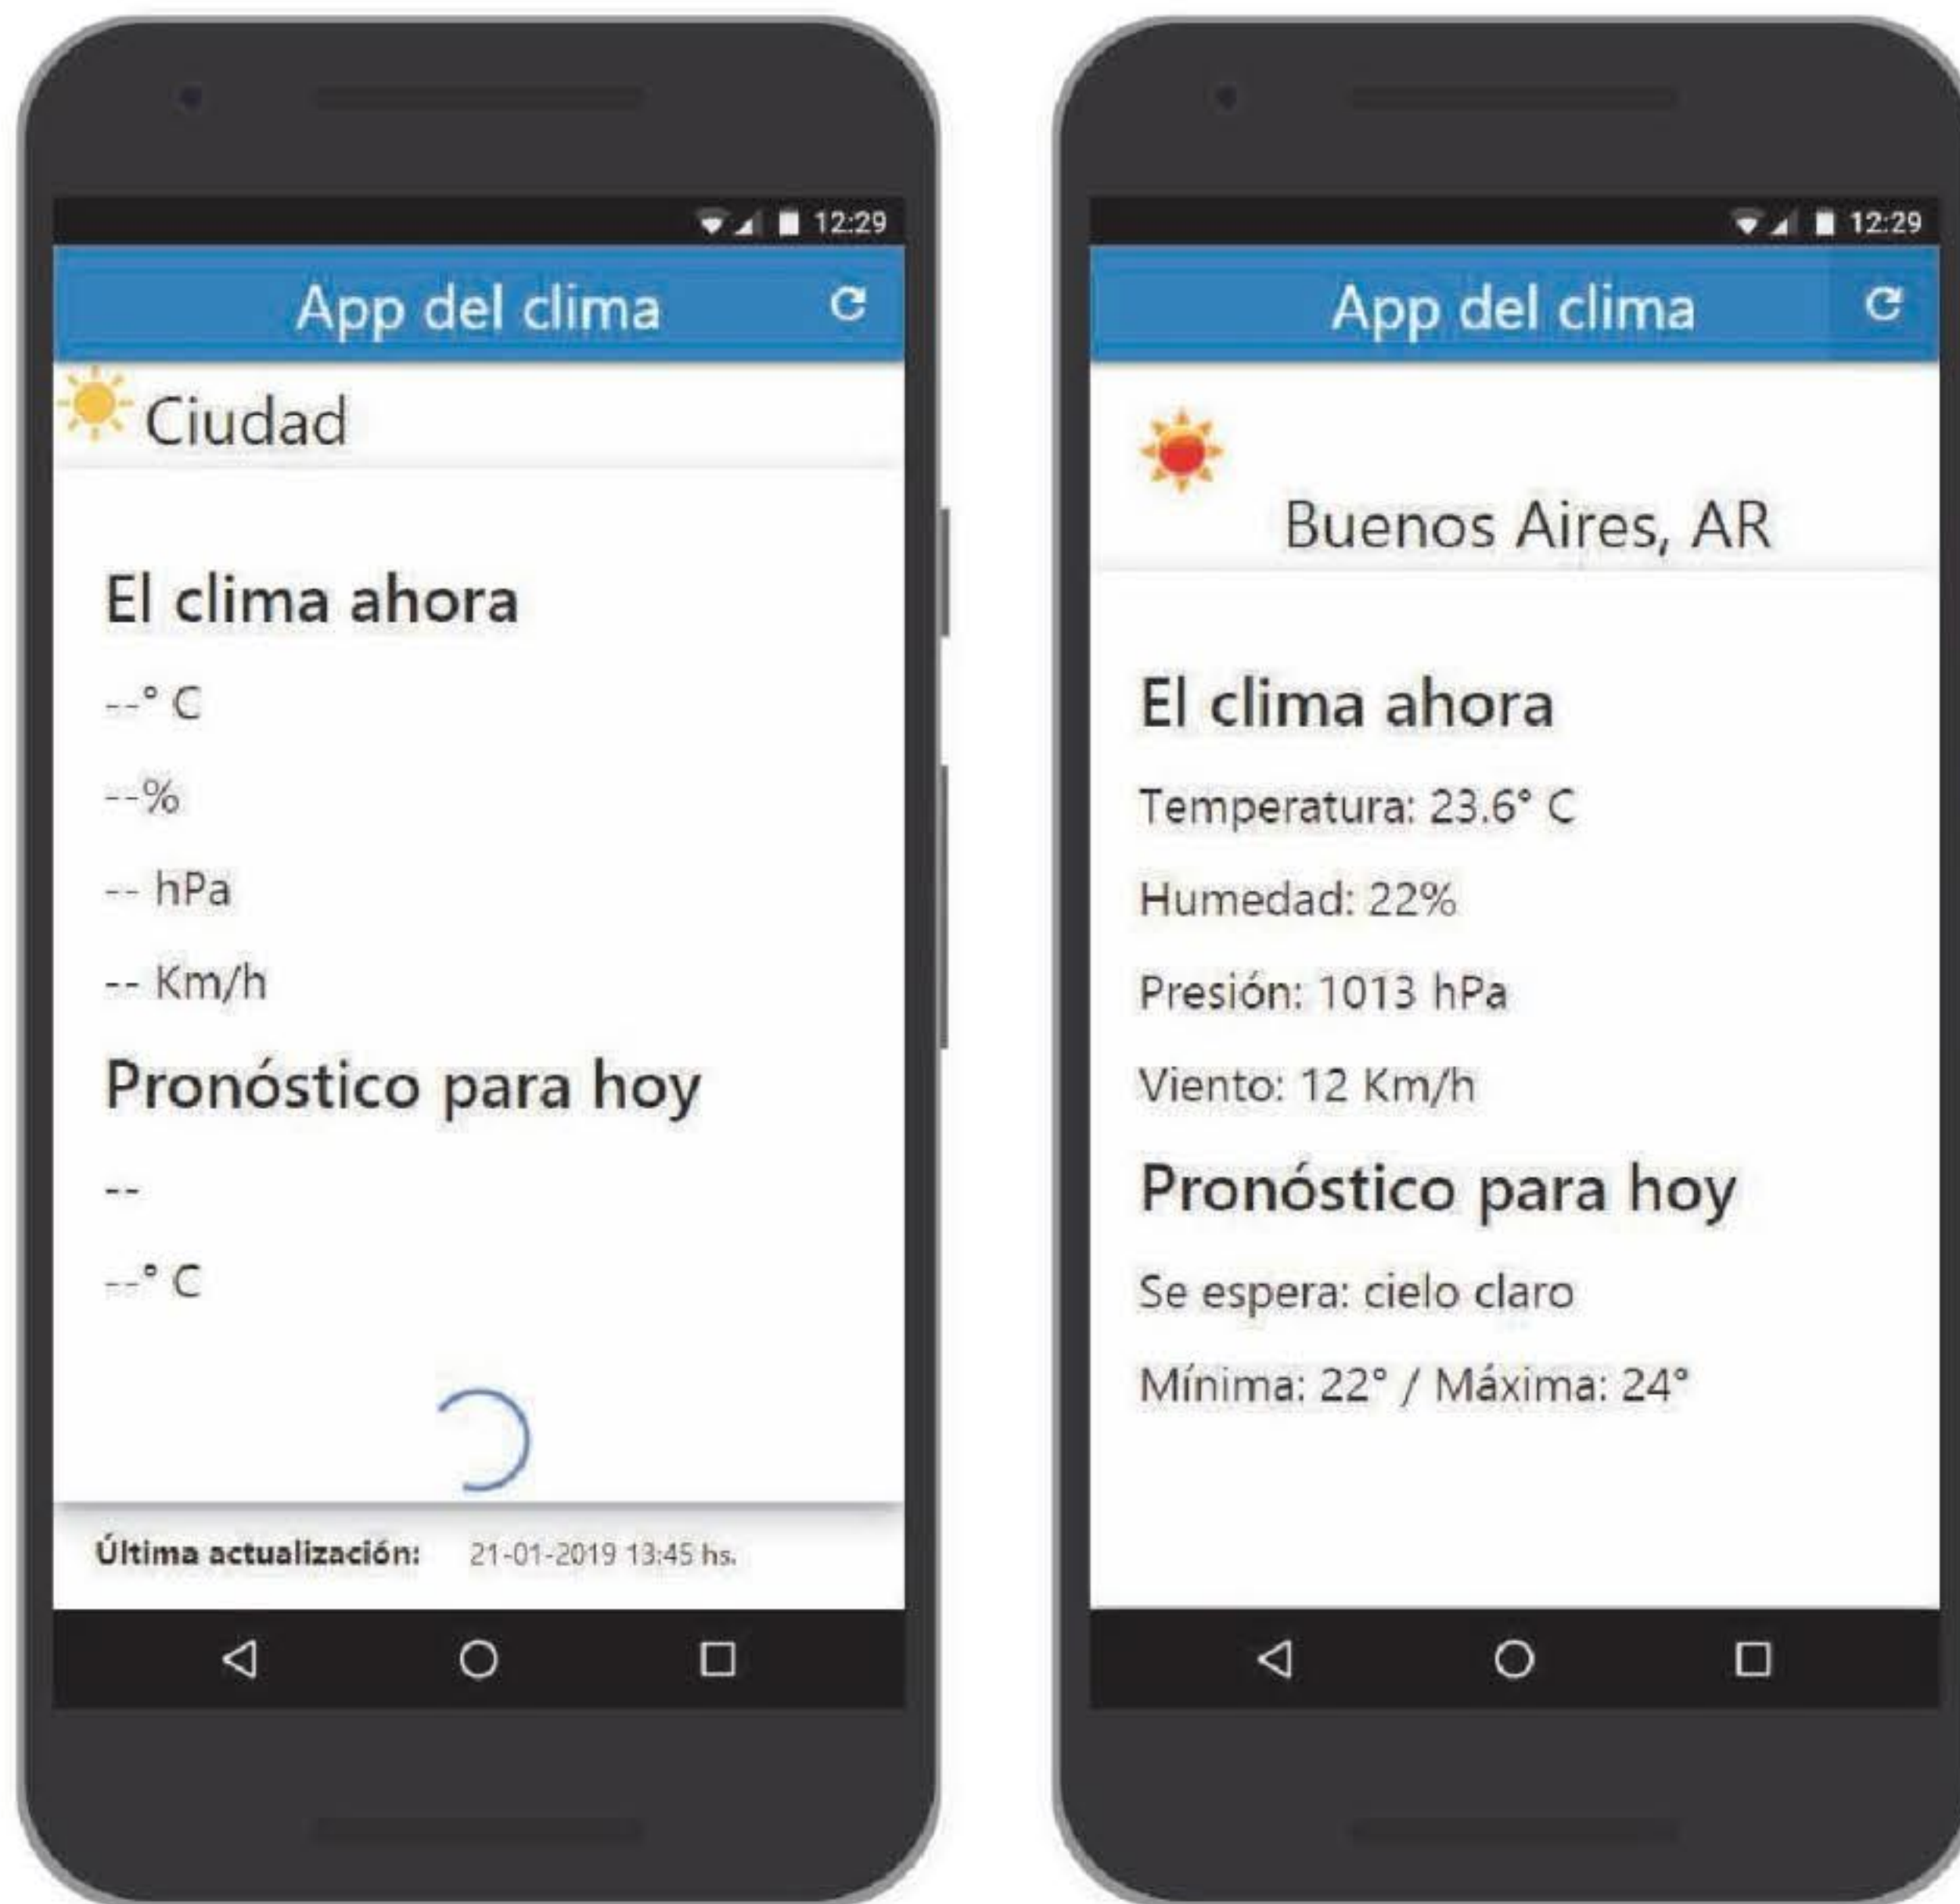 12:29
App del clima
Ciudad
El clima ahora
--° C
--%
-- hPa
-- Km/h
Pronóstico para hoy
--
--° C
Última actualización: 21-01-2019 13:45 hs.
12:29
App del clima
Buenos Aires, AR
El clima ahora
Temperatura: 23.6° C
Humedad: 22%
Presión: 1013 hPa
Viento: 12 Km/h
Pronóstico para hoy
Se espera: cielo claro
Mínima: 22° / Máxima: 24°